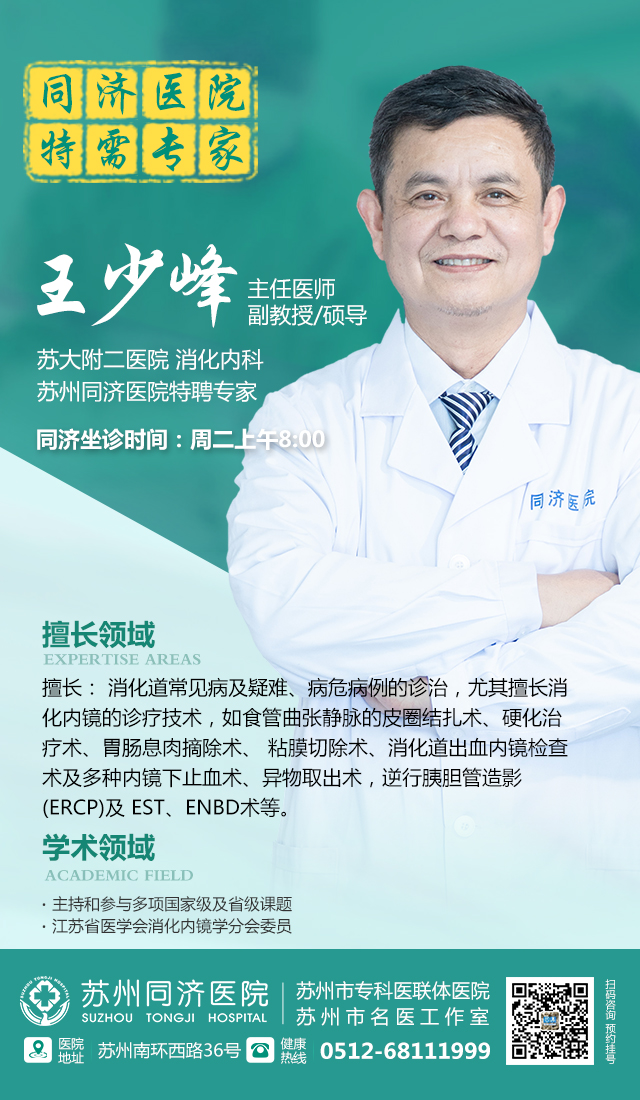 同济医院
特需专家
王少峰
主任医师
副教授/硕导
苏大附二医院 消化内科
苏州同济医院特聘专家
同济坐诊时间：周二上午8:00
同济医院
擅长领域
EXPERTISE AREAS
擅长： 消化道常见病及疑难、病危病例的诊治，尤其擅长消
化内镜的诊疗技术，如食管曲张静脉的皮圈结扎术、硬化治
疗术、胃肠息肉摘除术、 粘膜切除术、消化道出血内镜检查
术及多种内镜下止血术、异物取出术，逆行胰胆管造影
(ERCP)及 EST、ENBD术等。
学术领域
ACADEMIC FIELD
· 主持和参与多项国家级及省级课题
· 江苏省医学会消化内镜学分会委员
SUZHOU TONGJI HOSPITAL
苏州同济医院
SUZHOU TONGJI HOSPITAL
苏州市专科医联体医院
苏州市名医工作室
扫码咨询 预约挂号
医院
地址
苏州南环西路36号
健康
热线
0512-68111999